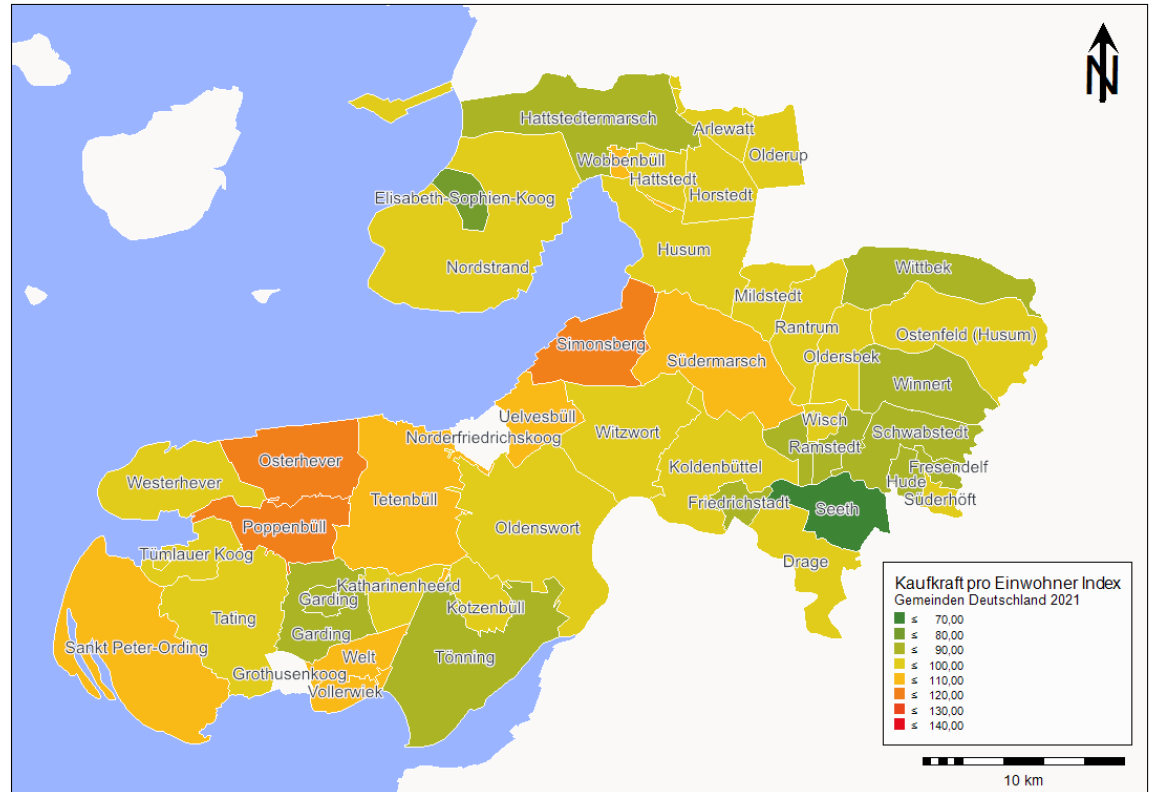 N
Hattstedtermarsch
Arlewatt
Olderup
Wobbenbüll
Hattstedt
Horstedt
Elisabeth-Sophien-Koog
Husum
Nordstrand
Wittbek
Mildstedt
Rantrum
Ostenfeld (Husum)
Simonsberg
Oldersbek
Südermarsch
Winnert
Uelvesbüll
Wisch
Norderfriedrichskoog
Witzwort
Schwabstedt
Ramstedt
Osterhever
Koldenbüttel
Fresendelf
Westerhever
Hude
Tetenbüll
Friedrichstadt
Süderhöft
Seeth
Poppenbüll
Oldenswort
Tümlauer Koog
Drage
Katharinenheerd
Garding
Kotzenbüll
Tating
Garding
Sankt Peter-Ording
Welt
Tönning
Grothusenkoog
Vollerwiek
Kaufkraft pro Einwohner Index
Gemeinden Deutschland 2021
≤ 70,00
≤ 80,00
≤ 90,00
≤ 100,00
≤ 110,00
≤ 120,00
≤ 130,00
≤ 140,00
10 km